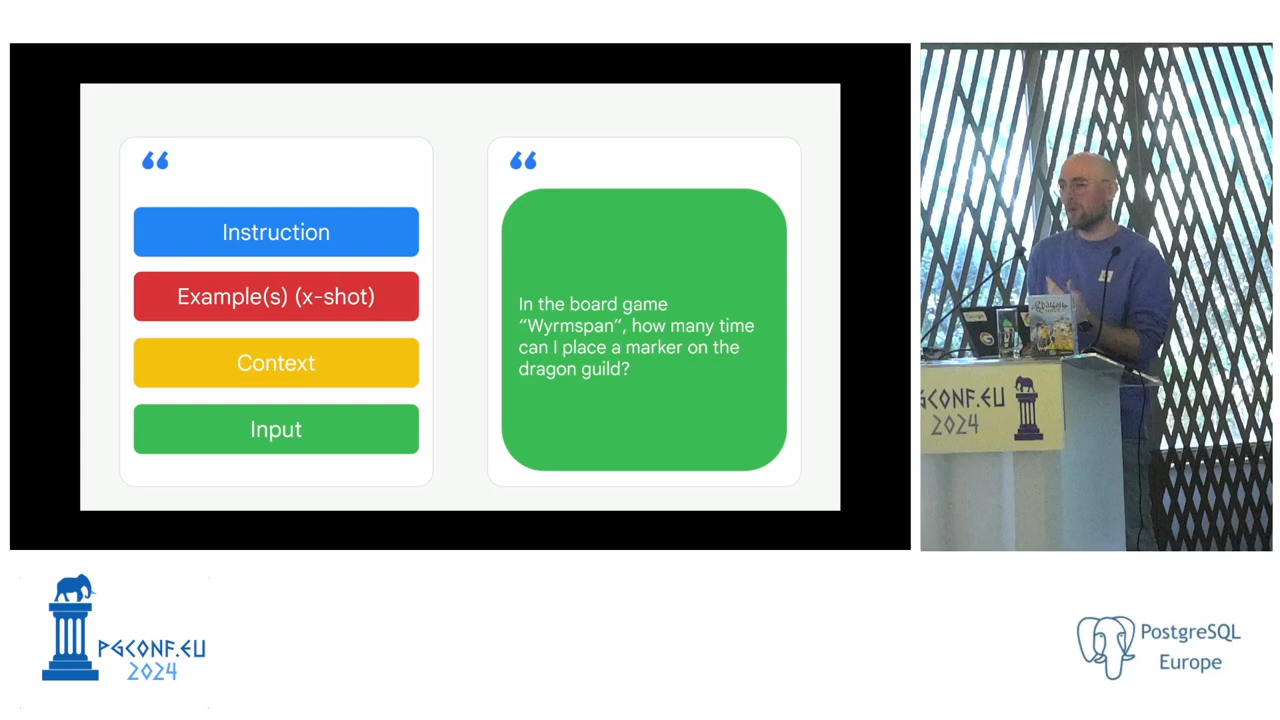 Instruction
Example(s) (x-shot)
Context
Input
In the board game
“Wyrmspan”, how many time
can I place a marker on the
dragon guild?
GCONF.EU
2024
PGCONF.EU
2024
PostgreSQL
Europe